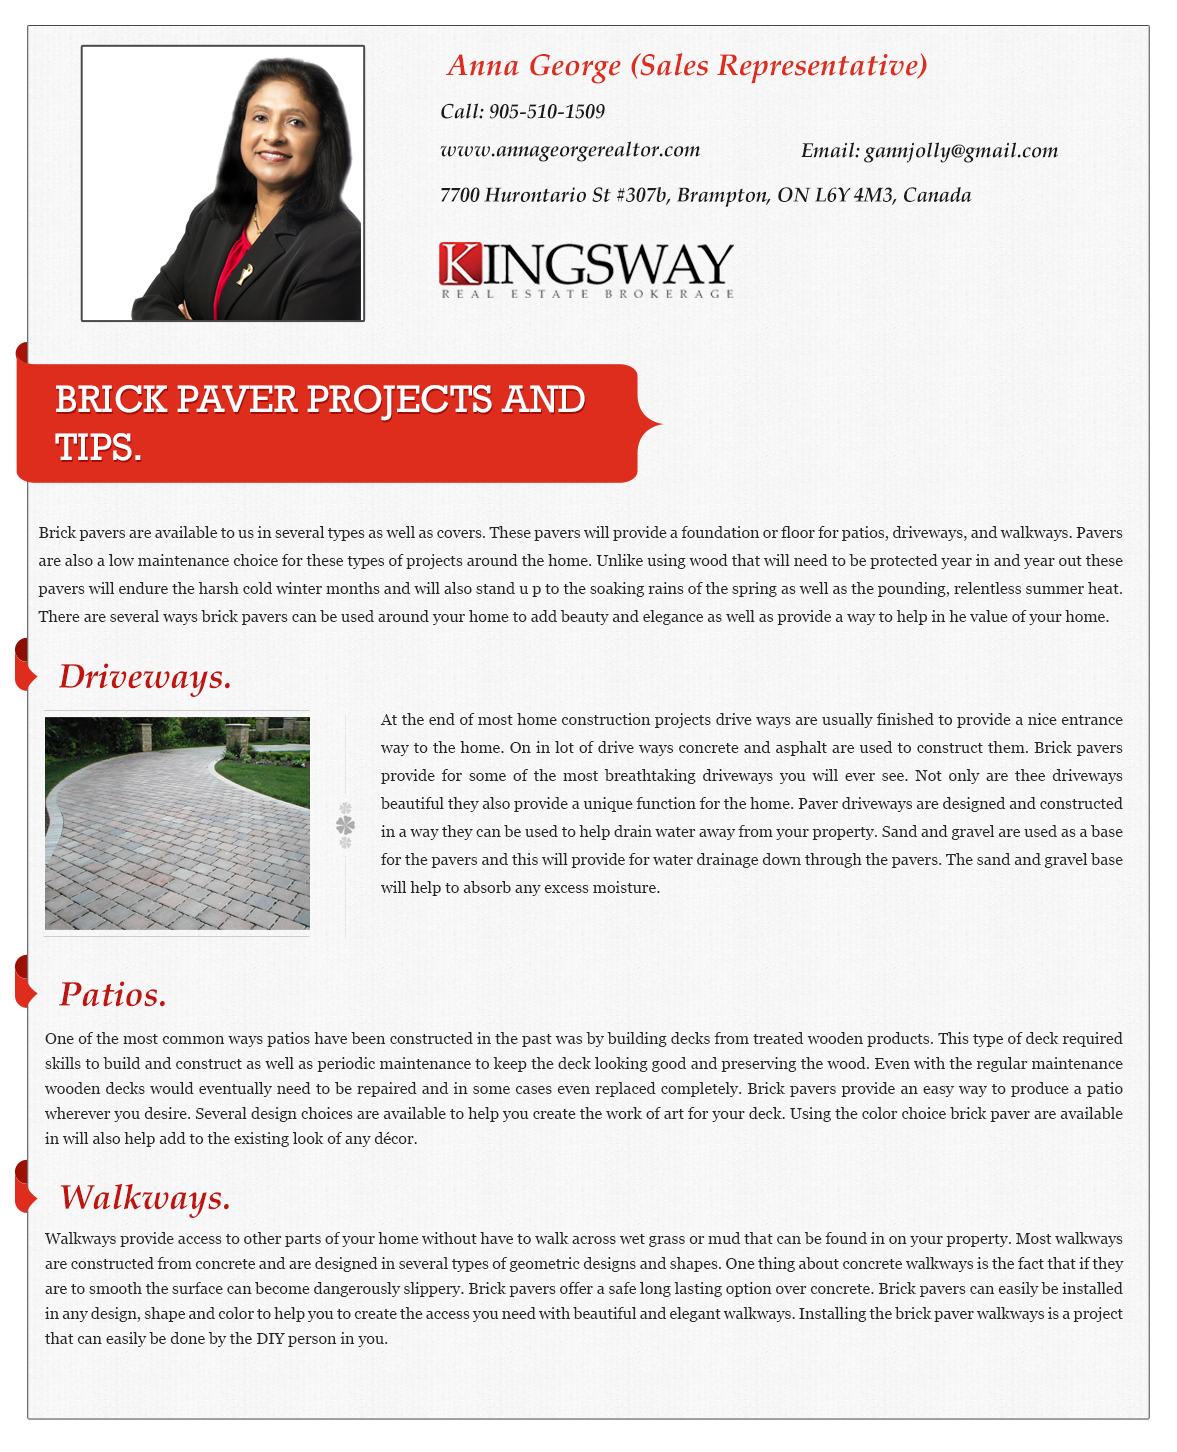 Anna George (Sales Representative)
Call: 905-510-1509
www.annageorgerealtor.com
Email: gannjolly@gmail.com
7700 Hurontario St #307b, Brampton, ON L6Y 4M3, Canada
KINGSWAY
REAL ESTATE BROKERAGE
BRICK PAVER PROJECTS AND
TIPS.
Brick pavers are available to us in several types as well as covers. These pavers will provide a foundation or floor for patios, driveways, and walkways. Pavers
are also a low maintenance choice for these types of projects around the home. Unlike using wood that will need to be protected year in and year out these
pavers will endure the harsh cold winter months and will also stand u p to the soaking rains of the spring as well as the pounding, relentless summer heat.
There are several ways brick pavers can be used around your home to add beauty and elegance as well as provide a way to help in he value of your home.
Driveways.
At the end of most home construction projects drive ways are usually finished to provide a nice entrance
way to the home. On in lot of drive ways concrete and asphalt are used to construct them. Brick pavers
provide for some of the most breathtaking driveways you will ever see. Not only are thee driveways
beautiful they also provide a unique function for the home. Paver driveways are designed and constructed
in a way they can be used to help drain water away from your property. Sand and gravel are used as a base
for the pavers and this will provide for water drainage down through the pavers. The sand and gravel base
will help to absorb any excess moisture.
Patios.
One of the most common ways patios have been constructed in the past was by building decks from treated wooden products. This type of deck required
skills to build and construct as well as periodic maintenance to keep the deck looking good and preserving the wood. Even with the regular maintenance
wooden decks would eventually need to be repaired and in some cases even replaced completely. Brick pavers provide an easy way to produce a patio
wherever you desire. Several design choices are available to help you create the work of art for your deck. Using the color choice brick paver are available
in will also help add to the existing look of any décor.
Walkways.
Walkways provide access to other parts of your home without have to walk across wet grass or mud that can be found in on your property. Most walkways
are constructed from concrete and are designed in several types of geometric designs and shapes. One thing about concrete walkways is the fact that if they
are to smooth the surface can become dangerously slippery. Brick pavers offer a safe long lasting option over concrete. Brick pavers can easily be installed
in any design, shape and color to help you to create the access you need with beautiful and elegant walkways. Installing the brick paver walkways is a project
that can easily be done by the DIY person in you.